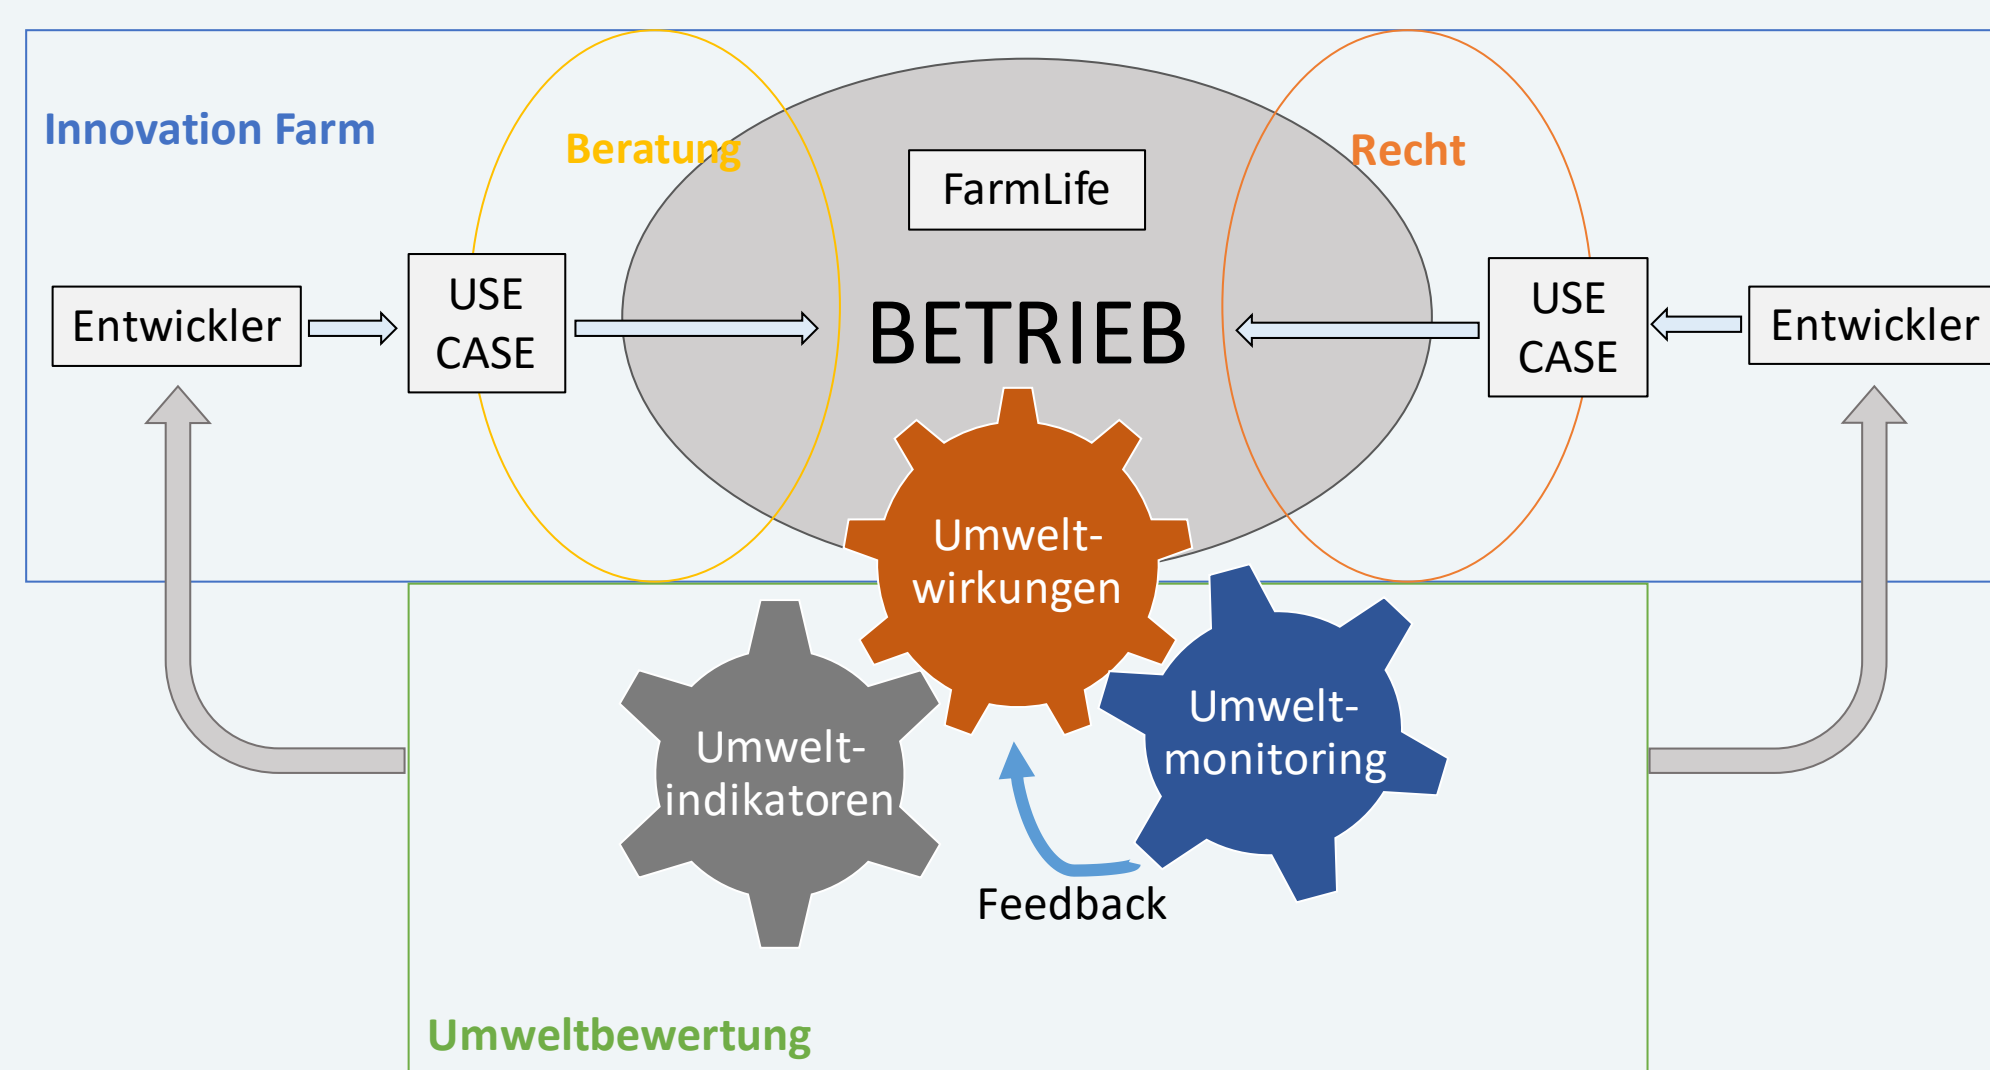 Innovation Farm
Beratung
Recht
FarmLife
Entwickler
USE
CASE
BETRIEB
USE
CASE
Entwickler
Umwelt-
wirkungen
Umwelt-
monitoring
Umwelt-
indikatoren
Feedback
Umweltbewertung